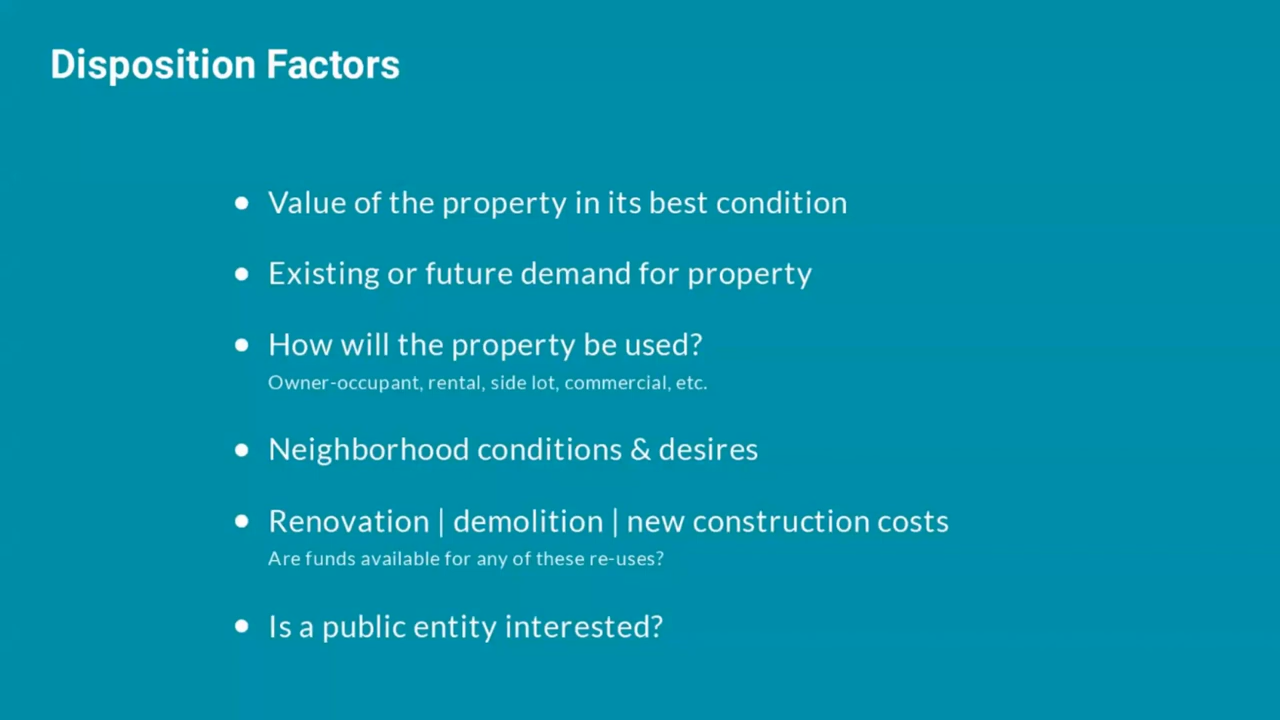 Disposition Factors
• Value of the property in its best condition
• Existing or future demand for property
• How will the property be used?
Owner-occupant, rental, side lot, commercial, etc.
• Neighborhood conditions & desires
• Renovation | demolition | new construction costs
Are funds available for any of these re-uses?
• Is a public entity interested?